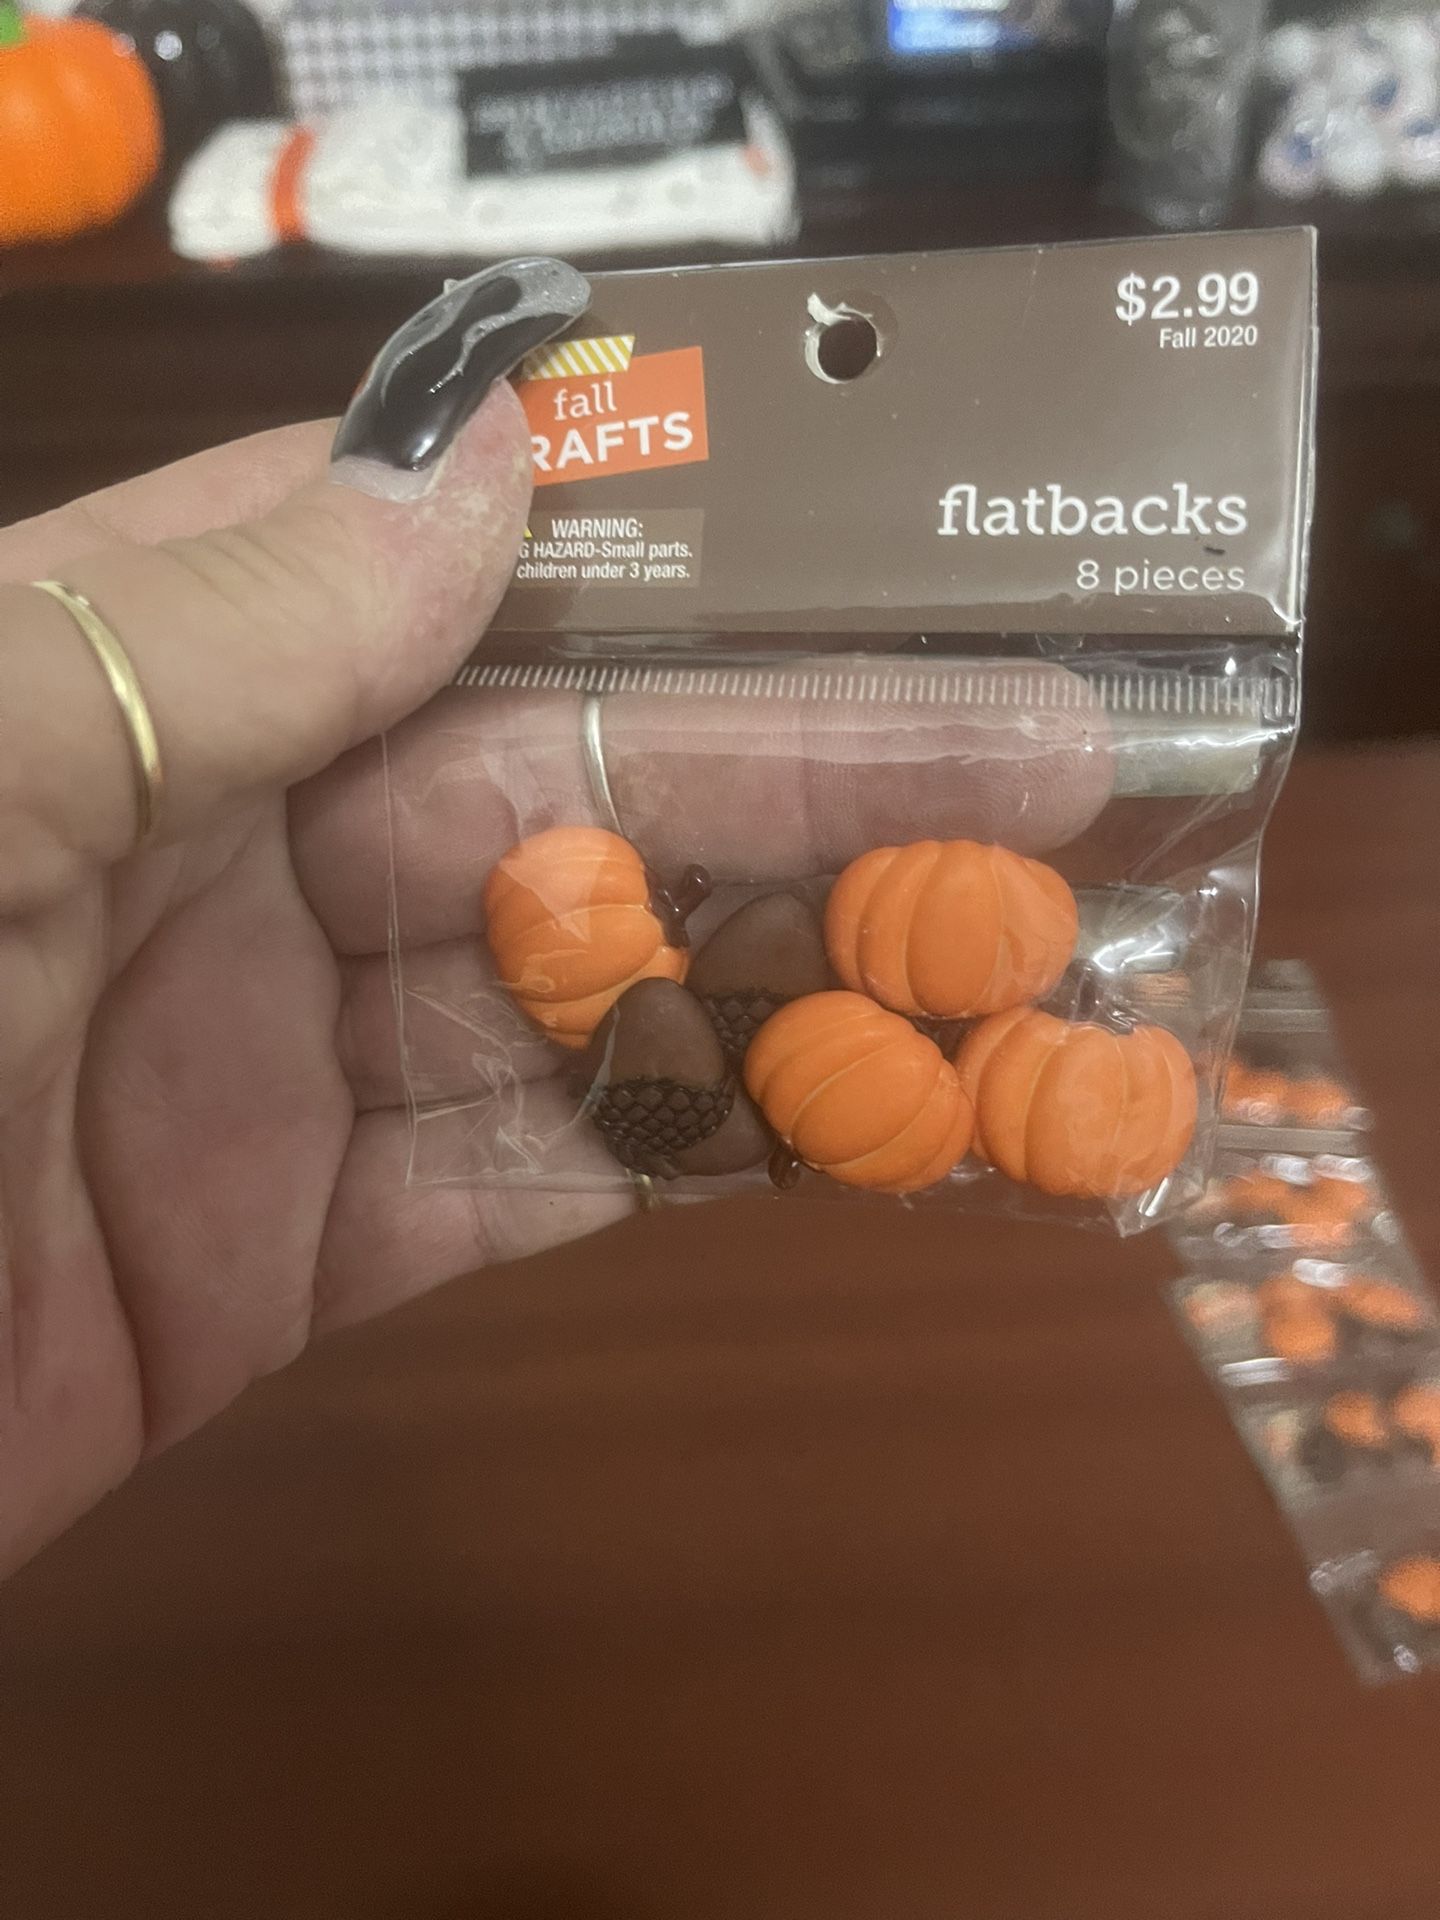 $2.99
Fall 2020
fall
RAFTS
WARNING:
G HAZARD-Small parts.
children under 3 years.
flatbacks
8 pieces